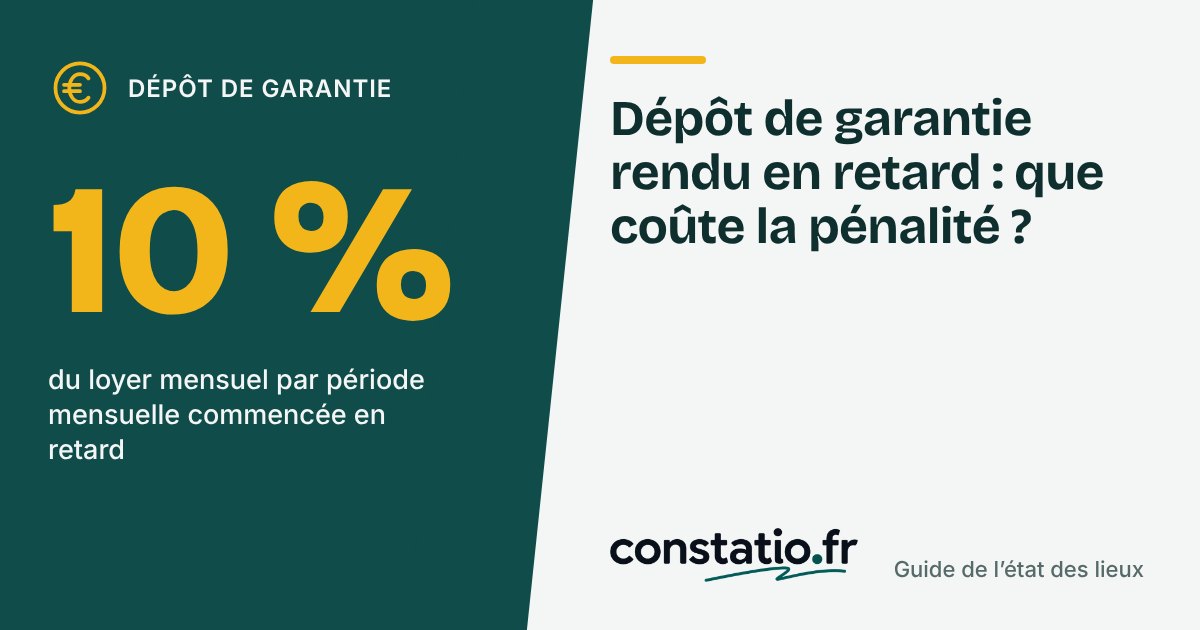 DÉPÔT DE GARANTIE
10 %
du loyer mensuel par période
mensuelle commencée en
retard
Dépôt de garantie
rendu en retard : que
coûte la pénalité ?
constatio.fr
Guide de l’état des lieux